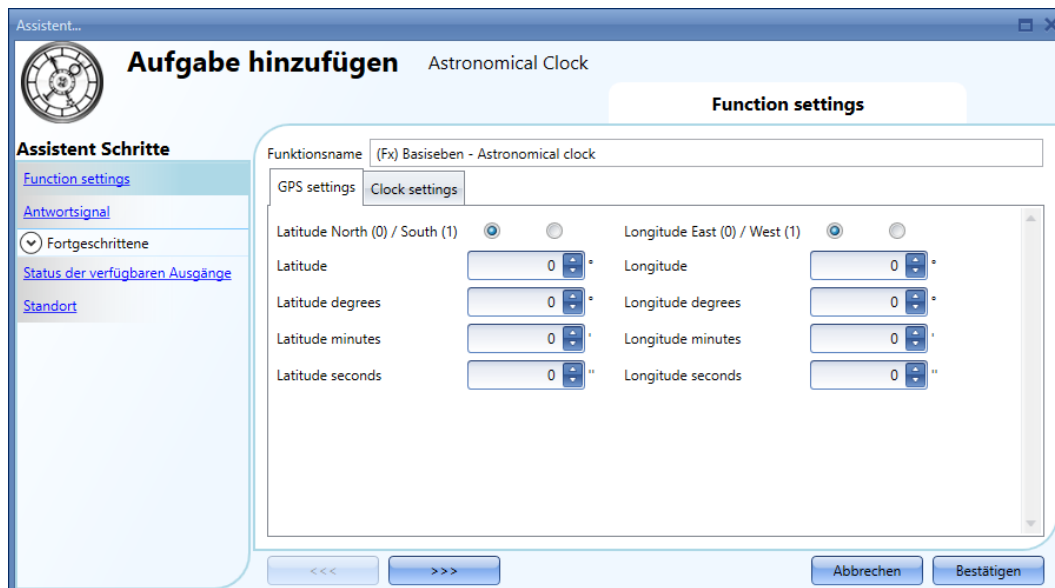 Assistent...
Aufgabe hinzufügen Astronomical Clock
Function settings
Assistent Schritte
Function settings
Antwortsignal
Fortgeschrittene
Status der verfügbaren Ausgänge
Standort
Funktionsname (Fx) Basiseben - Astronomical clock
GPS settings Clock settings
Latitude North (0) / South (1) Longitude East (0) / West (1)
Latitude 0 ° Longitude 0 °
Latitude degrees 0 ° Longitude degrees 0 °
Latitude minutes 0 ' Longitude minutes 0 '
Latitude seconds 0 '' Longitude seconds 0 ''
<<< >>> Abbrechen Bestätigen